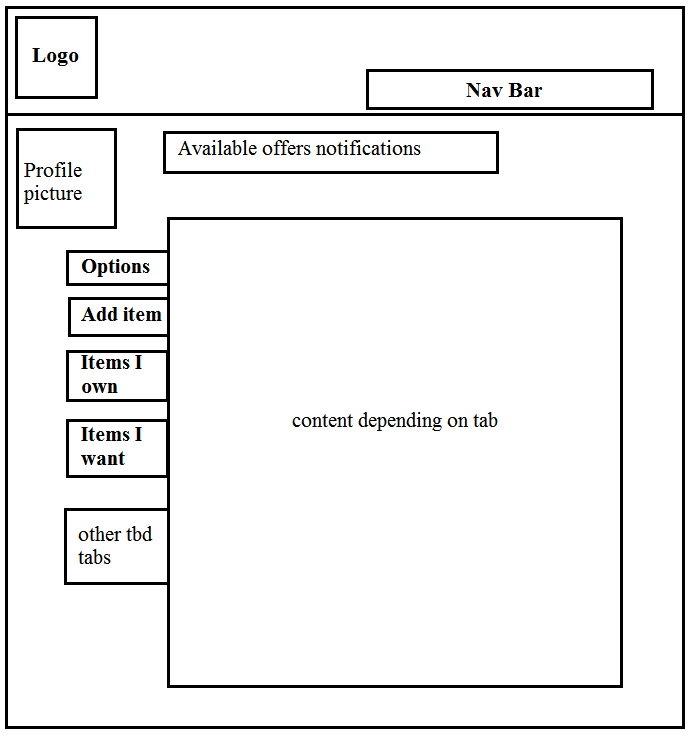 Logo
Nav Bar
Profile
picture
Available offers notifications
Options
Add item
Items I
own
Items I
want
other tbd
tabs
content depending on tab